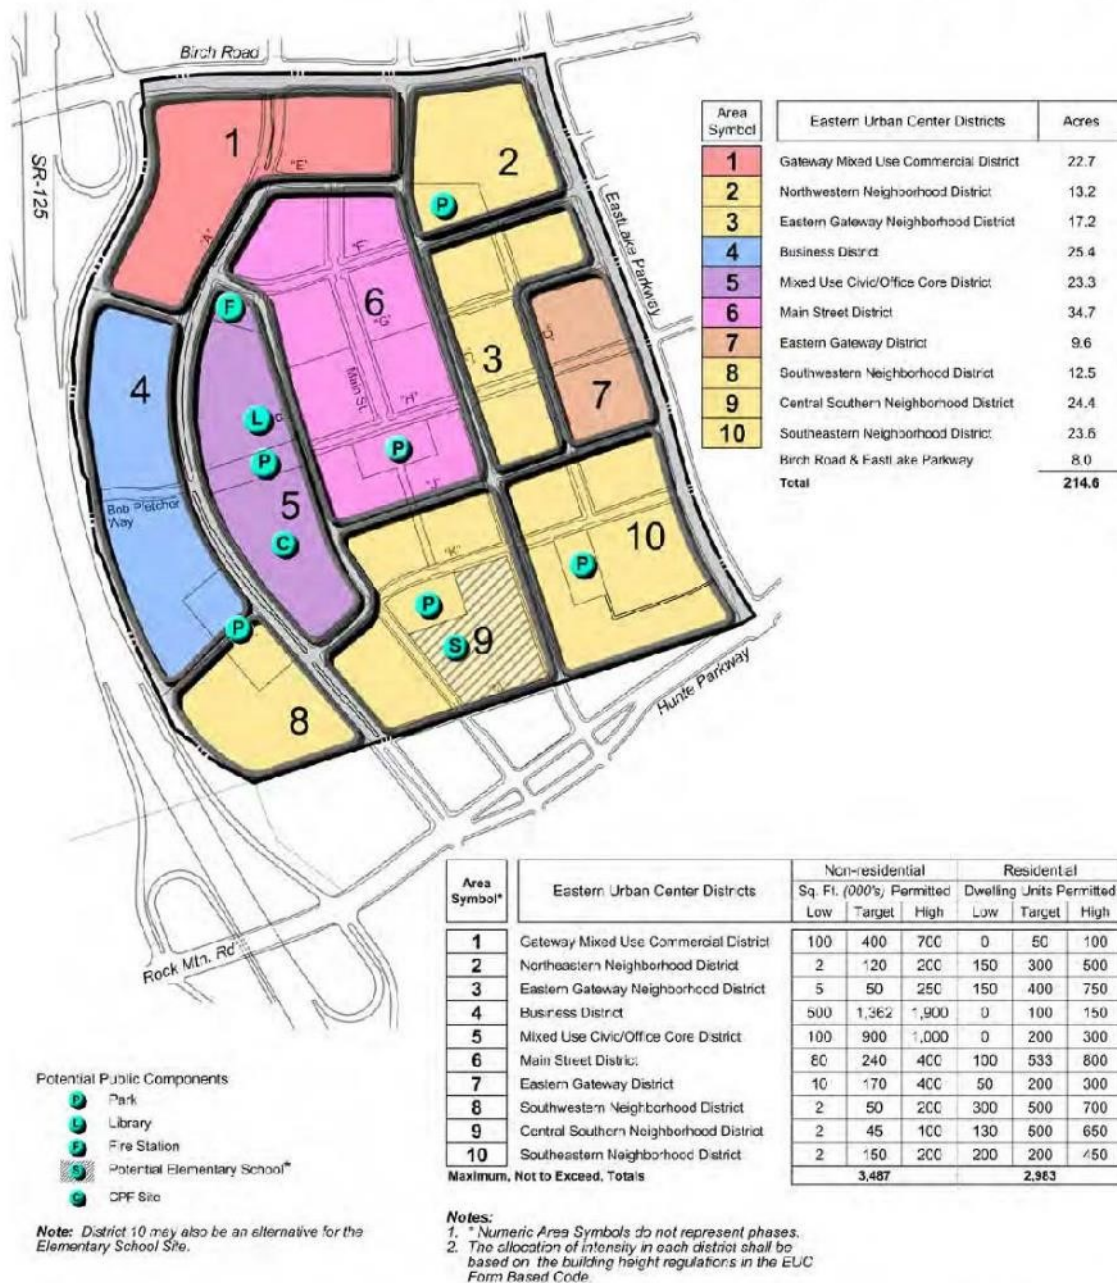 Birch Road
SR-125
EastLake Parkway
1
"E"
2
P
"A"
"F"
6
F
"G"
3
"D"
4
Main St.
7
L
"H"
P
P
Bob Pletcher
Way
5
"J"
C
"K"
10
P
P
P
S
9
8
Hunte Parkway
Rock Mtn. Rd
Area
Symbol
Eastern Urban Center Districts
Acres
1 Gateway Mixed Use Commercial District 22.7
2 Northwestern Neighborhood District 13.2
3 Eastern Gateway Neighborhood District 17.2
4 Business District 25.4
5 Mixed Use Civic/Office Core District 23.3
6 Main Street District 34.7
7 Eastern Gateway District 9.6
8 Southwestern Neighborhood District 12.5
9 Central Southern Neighborhood District 24.4
10 Southeastern Neighborhood District 23.6
Birch Road & EastLake Parkway 8.0
Total 214.6
Area
Symbol*
Eastern Urban Center Districts
Non-residential Residential
Sq. Ft. (000's) Permitted Dwelling Units Permitted
Low Target High Low Target High
1 Gateway Mixed Use Commercial District 100 400 700 0 50 100
2 Northeastern Neighborhood District 2 120 200 150 300 500
3 Eastern Gateway Neighborhood District 5 50 250 150 400 750
4 Business District 500 1,362 1,900 0 100 150
5 Mixed Use Civic/Office Core District 100 900 1,000 0 200 300
6 Main Street District 80 240 400 100 533 800
7 Eastern Gateway District 10 170 400 50 200 300
8 Southwestern Neighborhood District 2 50 200 300 500 700
9 Central Southern Neighborhood District 2 45 100 130 500 650
10 Southeastern Neighborhood District 2 150 200 200 200 450
Maximum, Not to Exceed, Totals 3,487 2,983
Potential Public Components
P Park
L Library
F Fire Station
S Potential Elementary School*
C CPF Site
Note: District 10 may also be an alternative for the
Elementary School Site.
Notes:
1. * Numeric Area Symbols do not represent phases.
2. The allocation of intensity in each district shall be
based on the building height regulations in the EUC
Form Based Code.